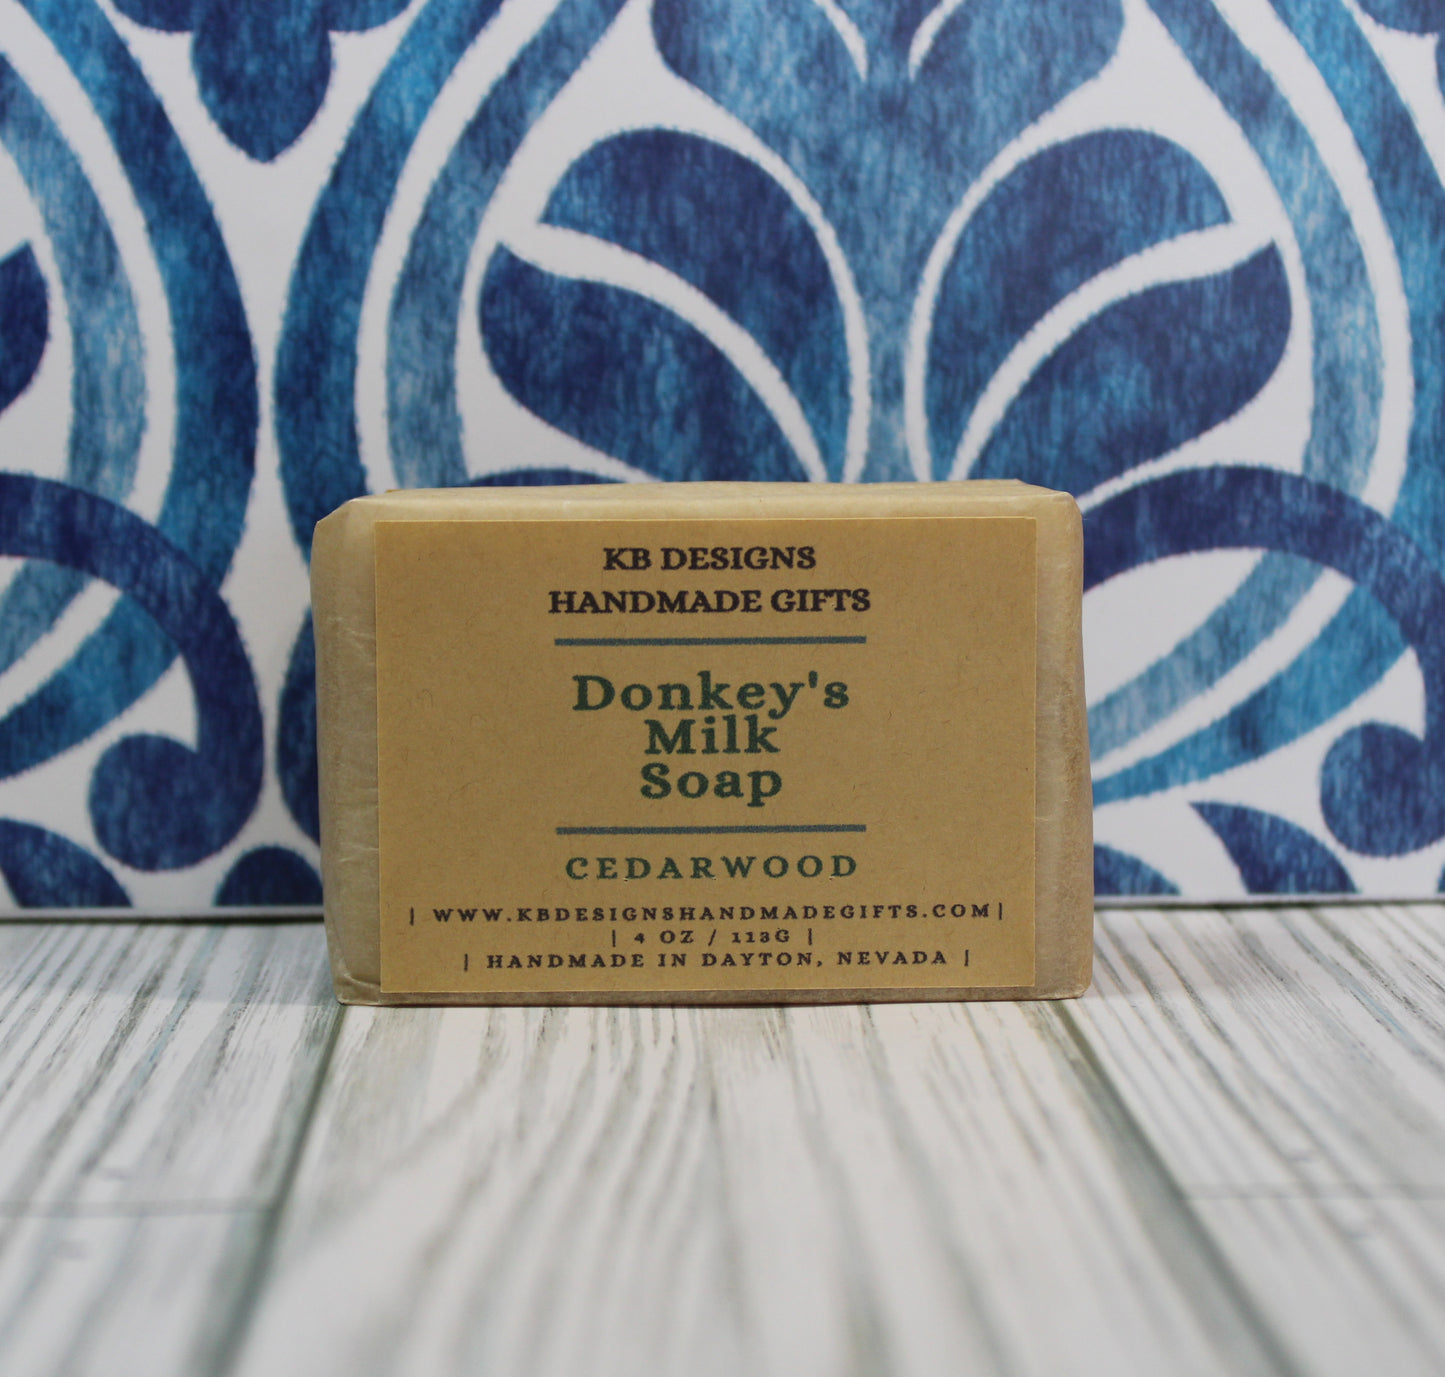 KB DESIGNS
HANDMADE GIFTS
Donkey's
Milk
Soap
CEDARWOOD
| WWW.KBDESIGNSHANDMADEGIFTS.COM|
| 4 OZ / 113G |
| HANDMADE IN DAYTON, NEVADA |